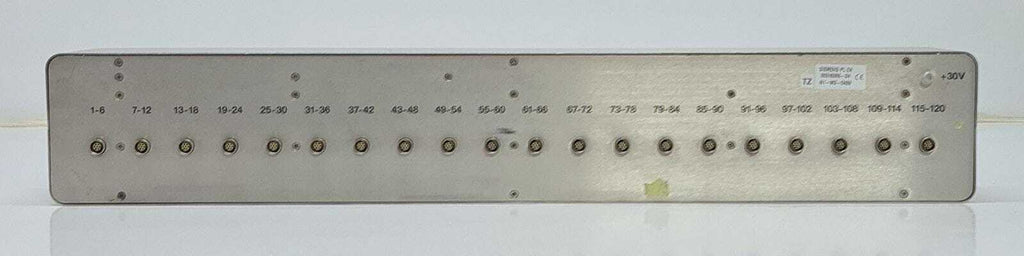 SIEMENS PL-EK
TZ
CE
+30V
1-6 7-12 13-18 19-24 25-30 31-36 37-42 43-48 49-54 55-60 61-66 67-72 73-78 79-84 85-90 91-96 97-102 103-108 109-114 115-120